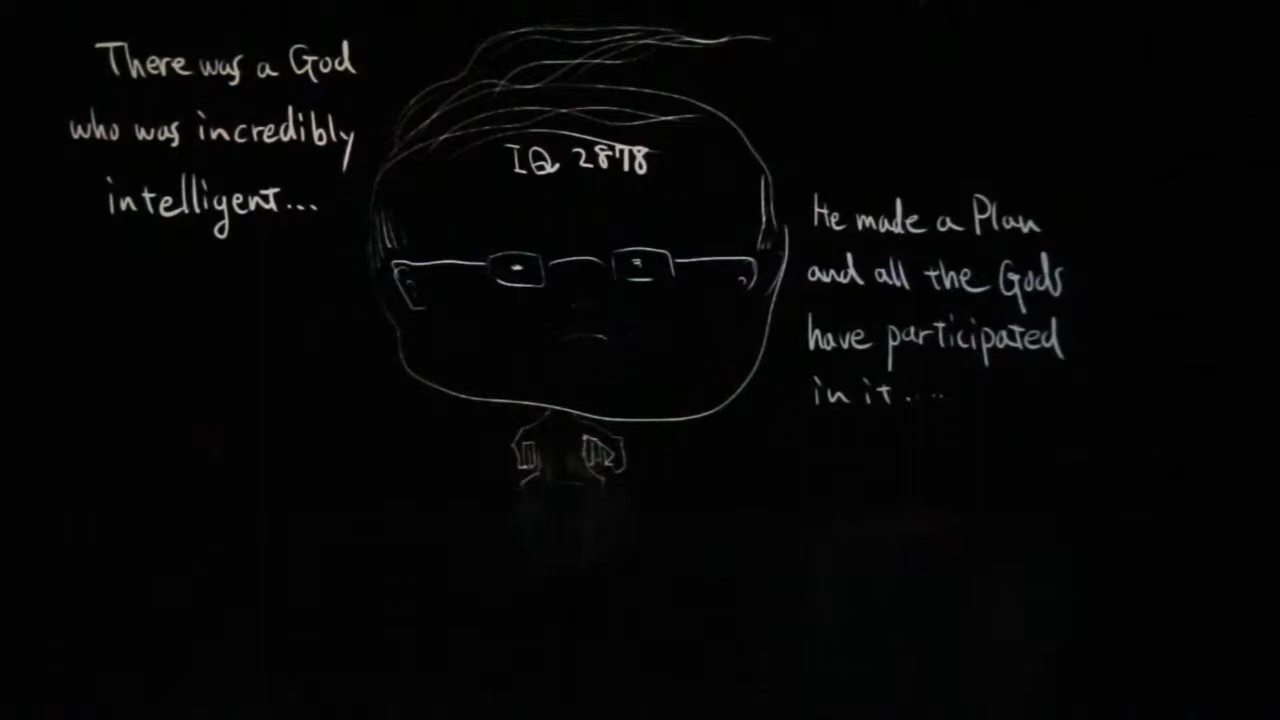 There was a God
who was incredibly
intelligent...
IQ 2878
He made a Plan
and all the Gods
have participated
in it....